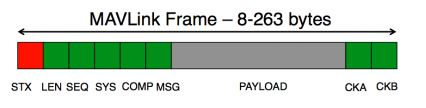 MAVLink Frame – 8-263 bytes
STX LEN SEQ SYS COMP MSG PAYLOAD CKA CKB